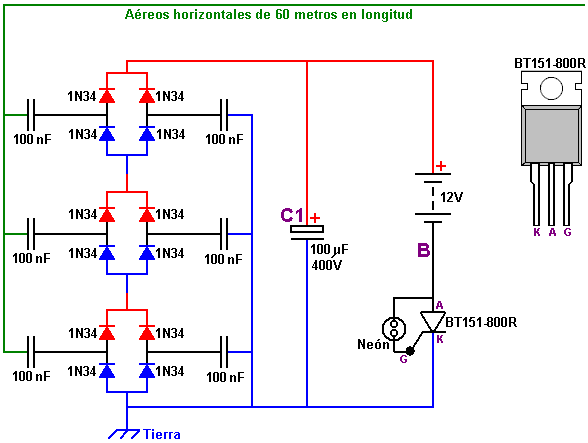 Aéreos horizontales de 60 metros en longitud
BT151-800R
1N34 1N34
100 nF 1N34 1N34 100 nF
K A G
1N34 1N34
100 nF 1N34 1N34 100 nF
C1 +
100 µF
400V
+
12V
B
1N34 1N34
100 nF 1N34 1N34 100 nF
A
BT151-800R
Neón
K
G
Tierra